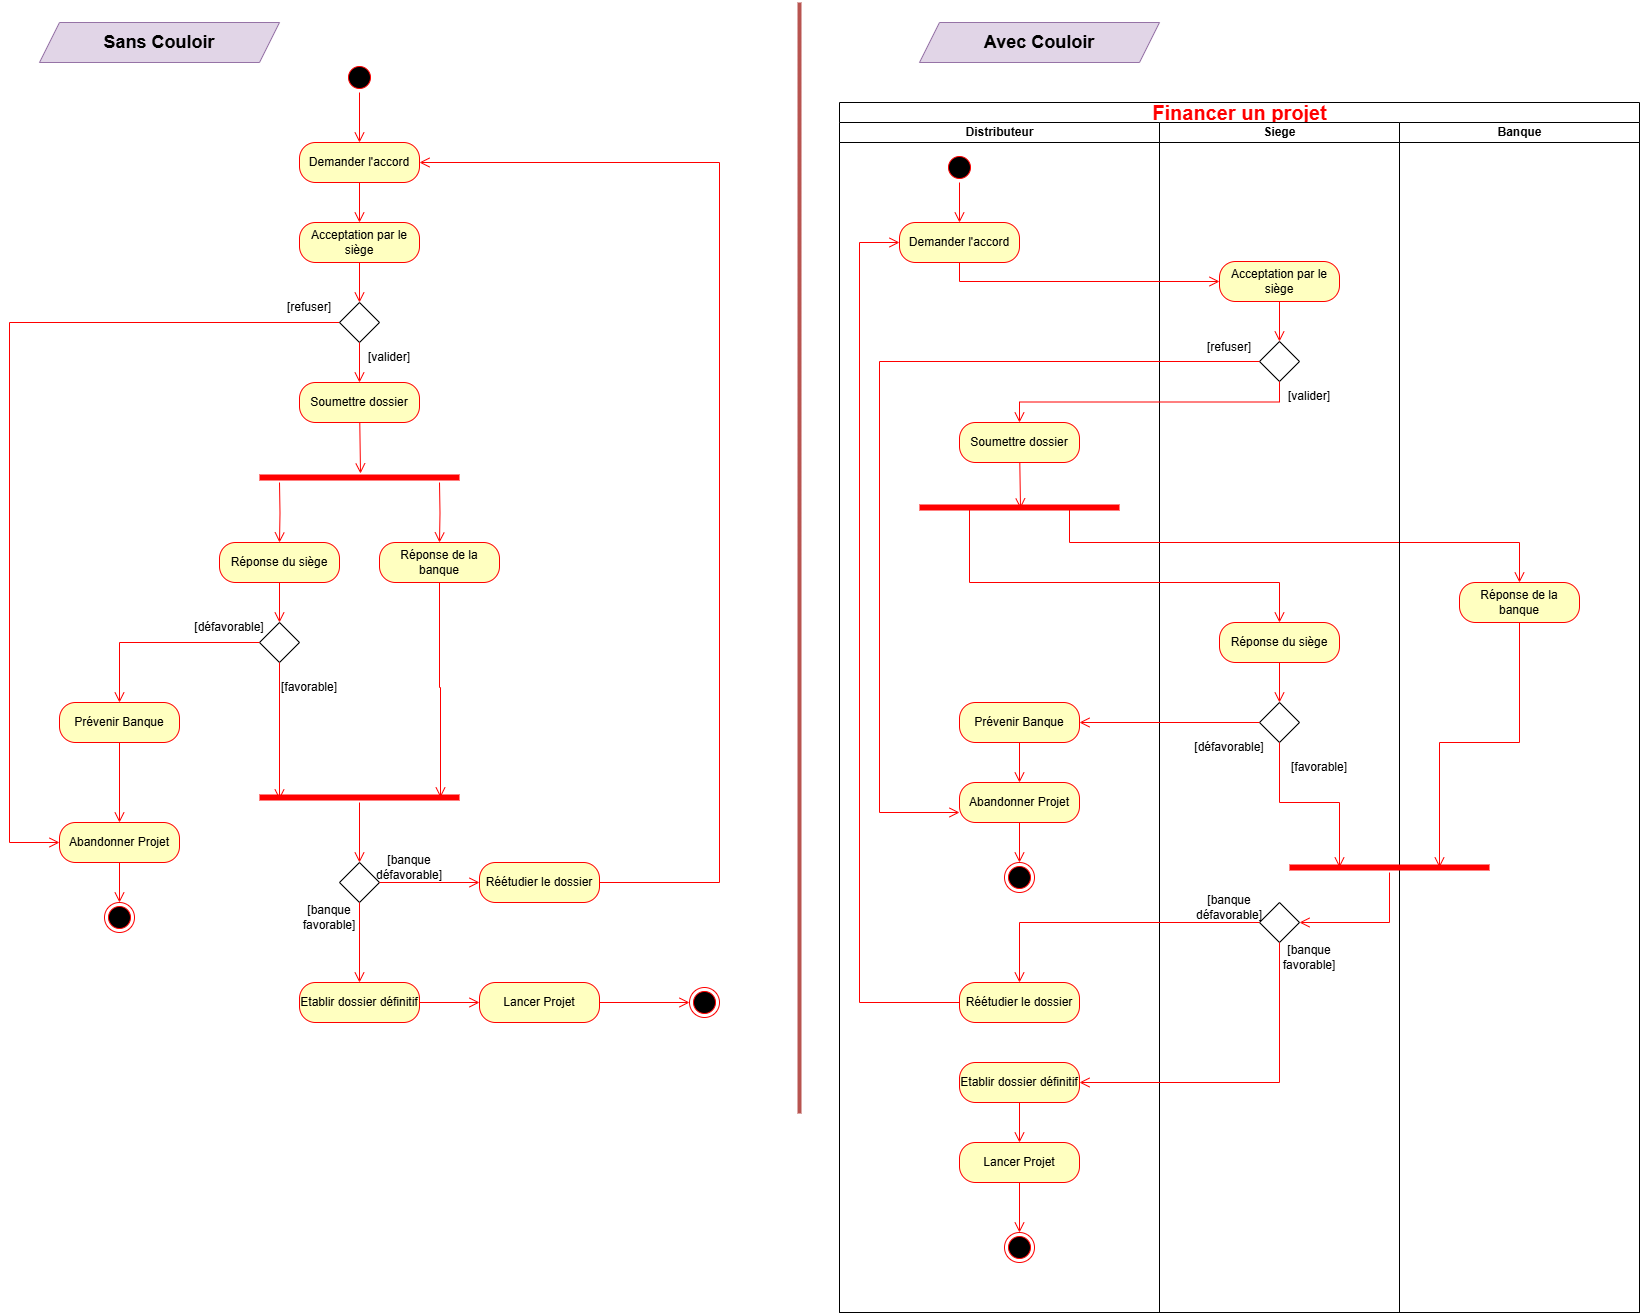 Sans Couloir
Demander l'accord
Acceptation par le
siège
[refuser]
[valider]
Soumettre dossier
Réponse du siège
Réponse de la
banque
[défavorable]
[favorable]
Prévenir Banque
Abandonner Projet
[banque
défavorable]
Réétudier le dossier
[banque
favorable]
Etablir dossier définitif
Lancer Projet
Avec Couloir
Financer un projet
Distributeur
Siege
Banque
Demander l'accord
Acceptation par le
siège
[refuser]
[valider]
Soumettre dossier
Réponse de la
banque
Réponse du siège
Prévenir Banque
[défavorable]
[favorable]
Abandonner Projet
[banque
défavorable]
[banque
favorable]
Réétudier le dossier
Etablir dossier définitif
Lancer Projet